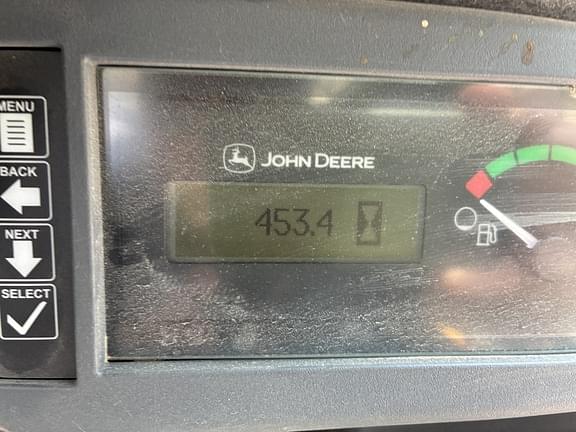 MENU
BACK
NEXT
SELECT
JOHN DEERE
453.4